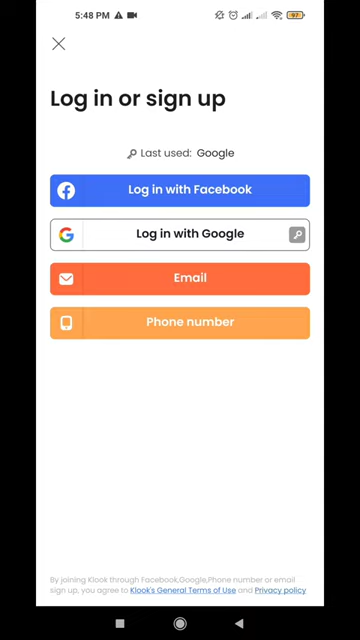 5:48 PM
97
Log in or sign up
Last used: Google
Log in with Facebook
Log in with Google
Email
Phone number
By joining Klook through Facebook,Google,Phone number or email
sign up, you agree to Klook's General Terms of Use and Privacy policy